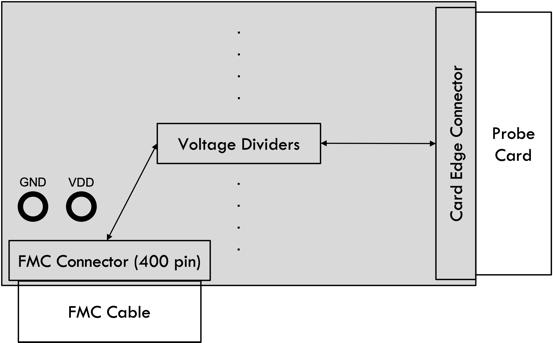 Voltage Dividers
Card Edge Connector
Probe
Card
GND VDD
FMC Connector (400 pin)
FMC Cable